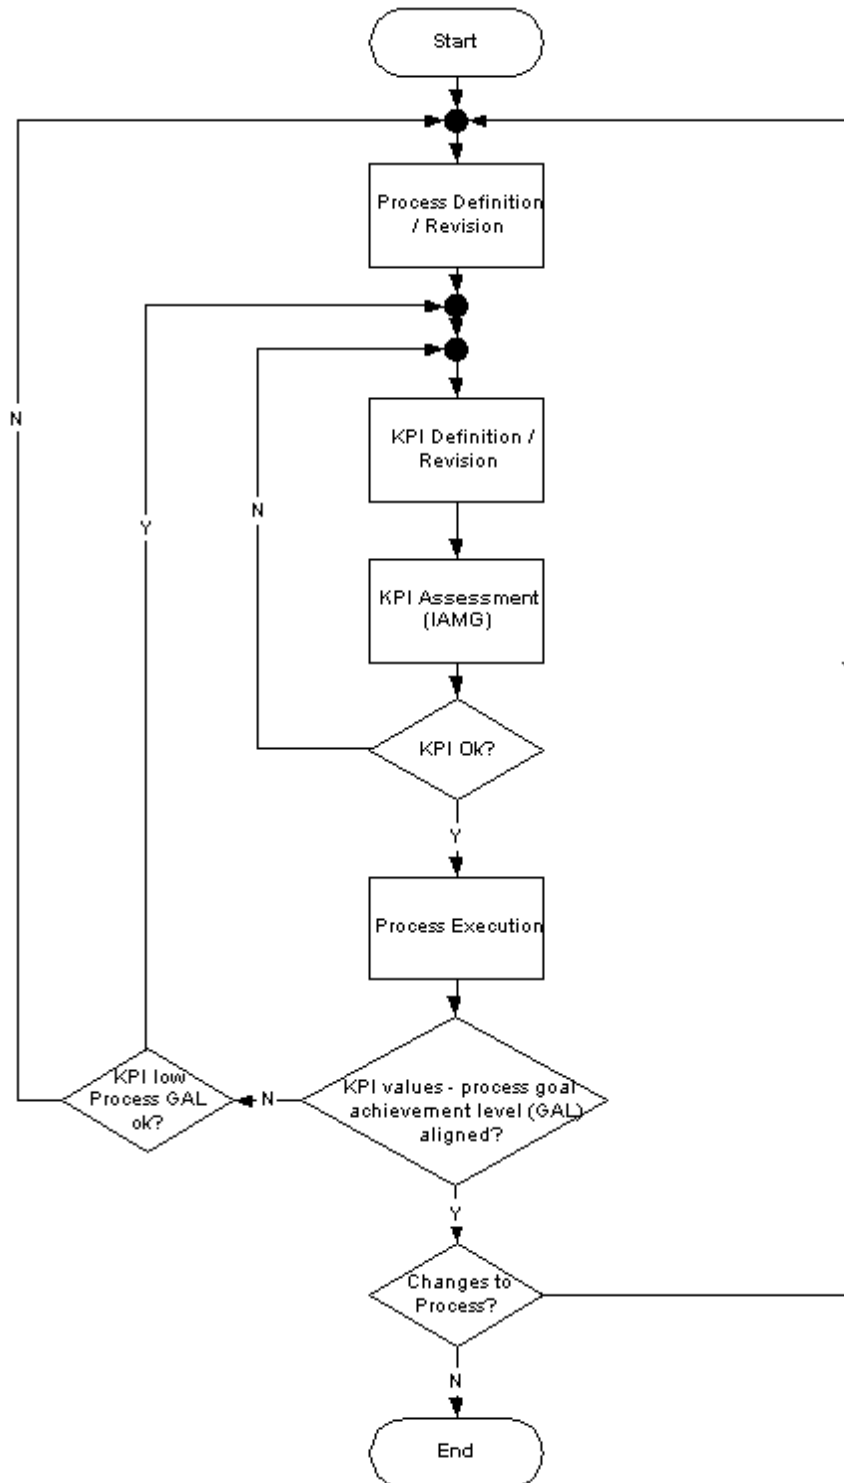 Start
Process Definition
/ Revision
N
KPI Definition /
Revision
N
Y
KPI Assessment
(IAMG)
KPI Ok?
Y
Process Execution
KPI low
Process GAL
ok?
N
KPI values - process goal
achievement level (GAL)
aligned?
Y
Changes to
Process?
N
End